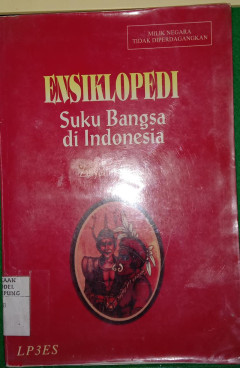 MILIK NEGARA
TIDAK DIPERDAGANGKAN
ENSIKLOPEDI
Suku Bangsa
di Indonesia
LP3ES